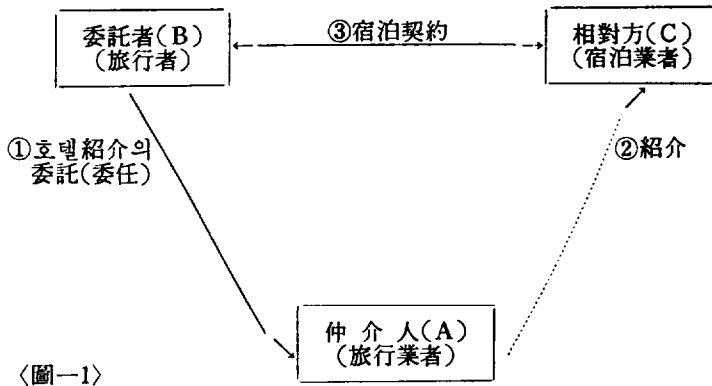 委託者(B)
(旅行者)
③宿泊契約
相對方(C)
(宿泊業者)
①호텔紹介의
委託(委任)
②紹介
仲介人(A)
(旅行業者)
〈圖一1〉